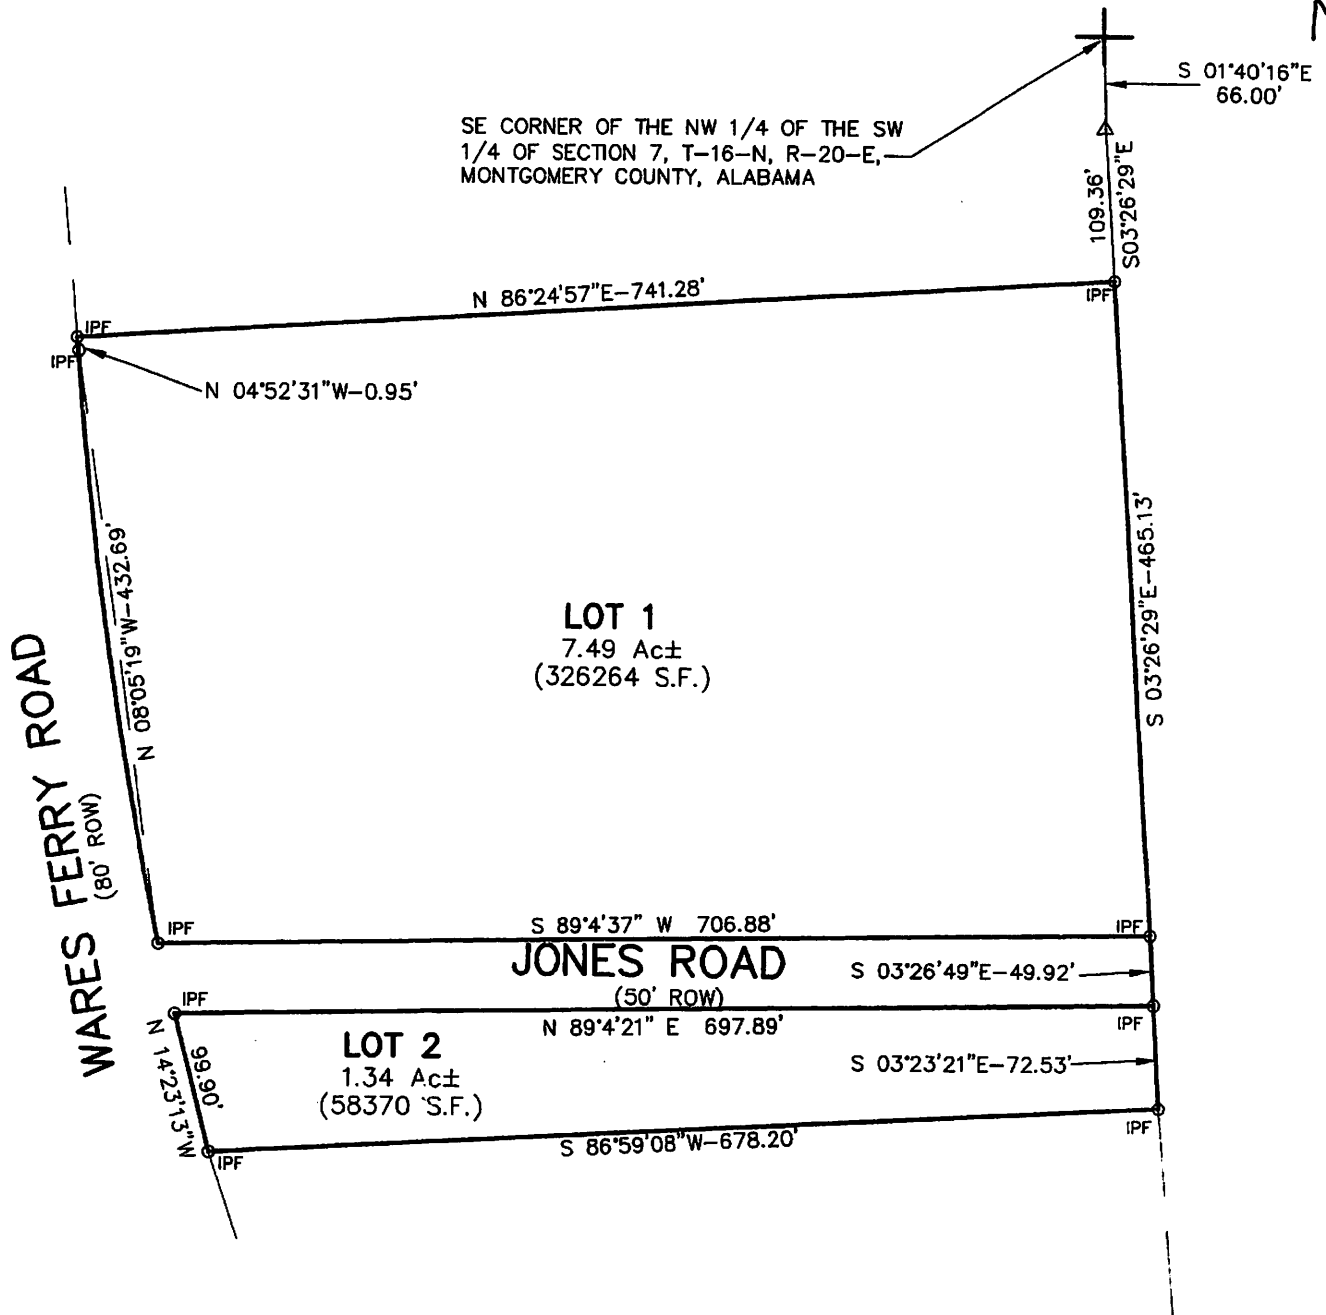 S 01°40'16"E
66.00'
SE CORNER OF THE NW 1/4 OF THE SW
1/4 OF SECTION 7, T-16-N, R-20-E,
MONTGOMERY COUNTY, ALABAMA
109.36'
S03°26'29"E
N 86°24'57"E-741.28'
IPF
IPF
IPF
N 04°52'31"W-0.95'
N 08°05'19"W-432.69'
S 03°26'29"E-465.13'
LOT 1
7.49 Ac±
(326264 S.F.)
WARES FERRY ROAD
(80' ROW)
IPF
S 89°4'37" W 706.88'
IPF
JONES ROAD
(50' ROW)
S 03°26'49"E-49.92'
IPF
N 89°4'21" E 697.89'
IPF
LOT 2
1.34 Ac±
(58370 S.F.)
S 03°23'21"E-72.53'
N 14°23'13"W
99.90'
IPF
S 86°59'08"W-678.20'
IPF